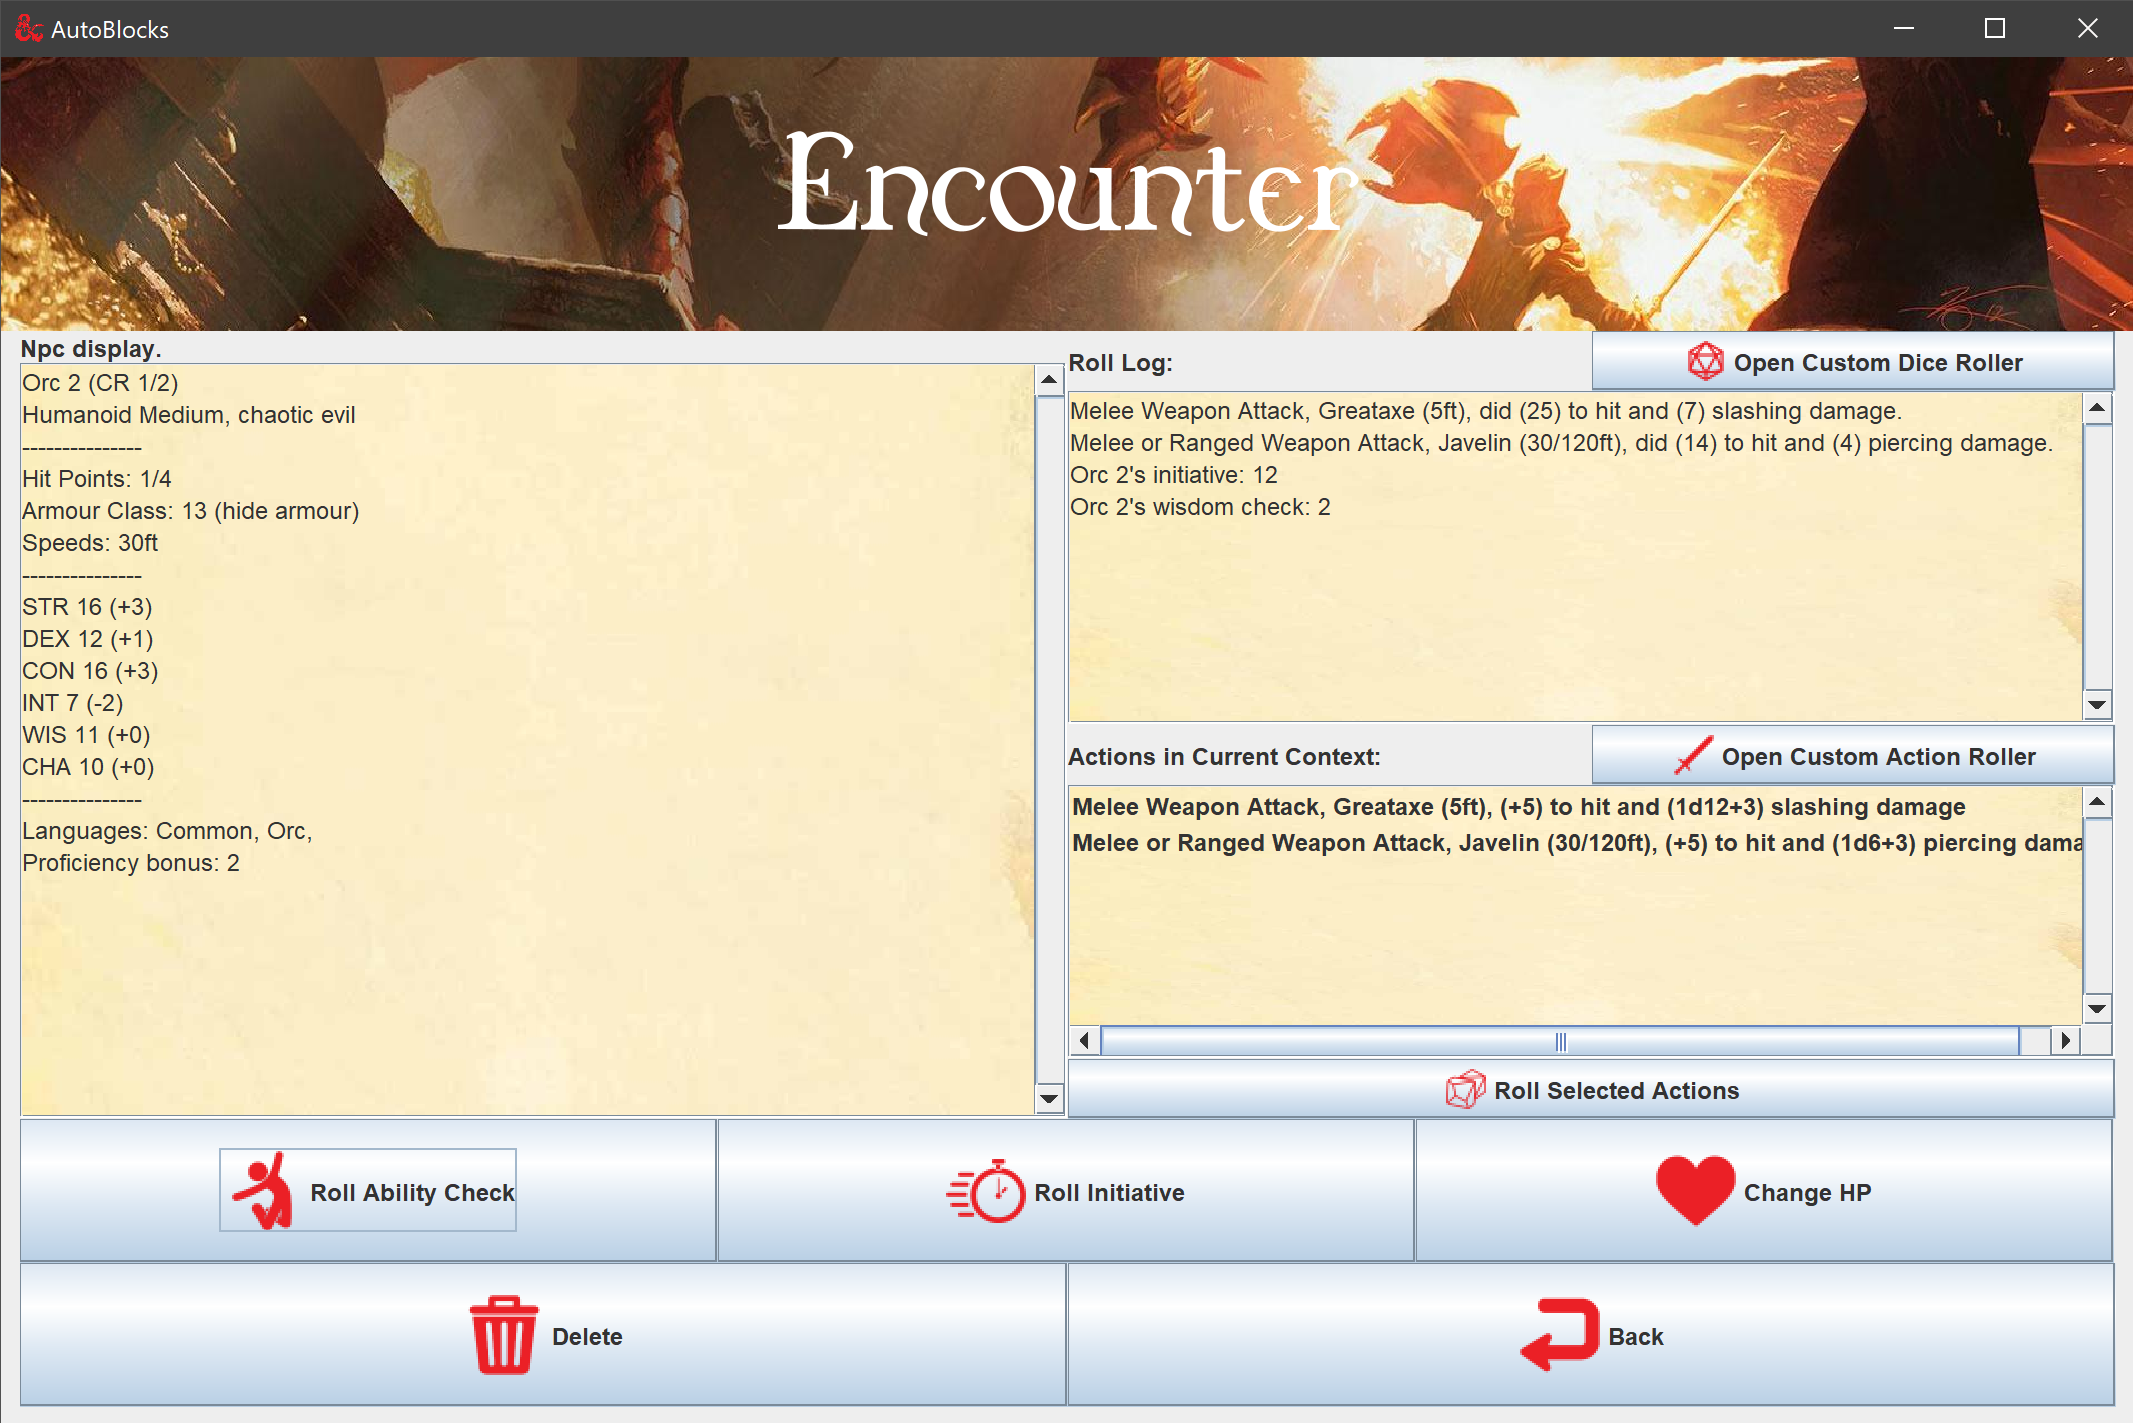 AutoBlocks
Encounter
Npc display.
Orc 2 (CR 1/2)
Humanoid Medium, chaotic evil
---------------
Hit Points: 1/4
Armour Class: 13 (hide armour)
Speeds: 30ft
---------------
STR 16 (+3)
DEX 12 (+1)
CON 16 (+3)
INT 7 (-2)
WIS 11 (+0)
CHA 10 (+0)
---------------
Languages: Common, Orc,
Proficiency bonus: 2
Roll Log:
Open Custom Dice Roller
Melee Weapon Attack, Greataxe (5ft), did (25) to hit and (7) slashing damage.
Melee or Ranged Weapon Attack, Javelin (30/120ft), did (14) to hit and (4) piercing damage.
Orc 2's initiative: 12
Orc 2's wisdom check: 2
Actions in Current Context:
Open Custom Action Roller
Melee Weapon Attack, Greataxe (5ft), (+5) to hit and (1d12+3) slashing damage
Melee or Ranged Weapon Attack, Javelin (30/120ft), (+5) to hit and (1d6+3) piercing dama
Roll Selected Actions
Roll Ability Check
Roll Initiative
Change HP
Delete
Back